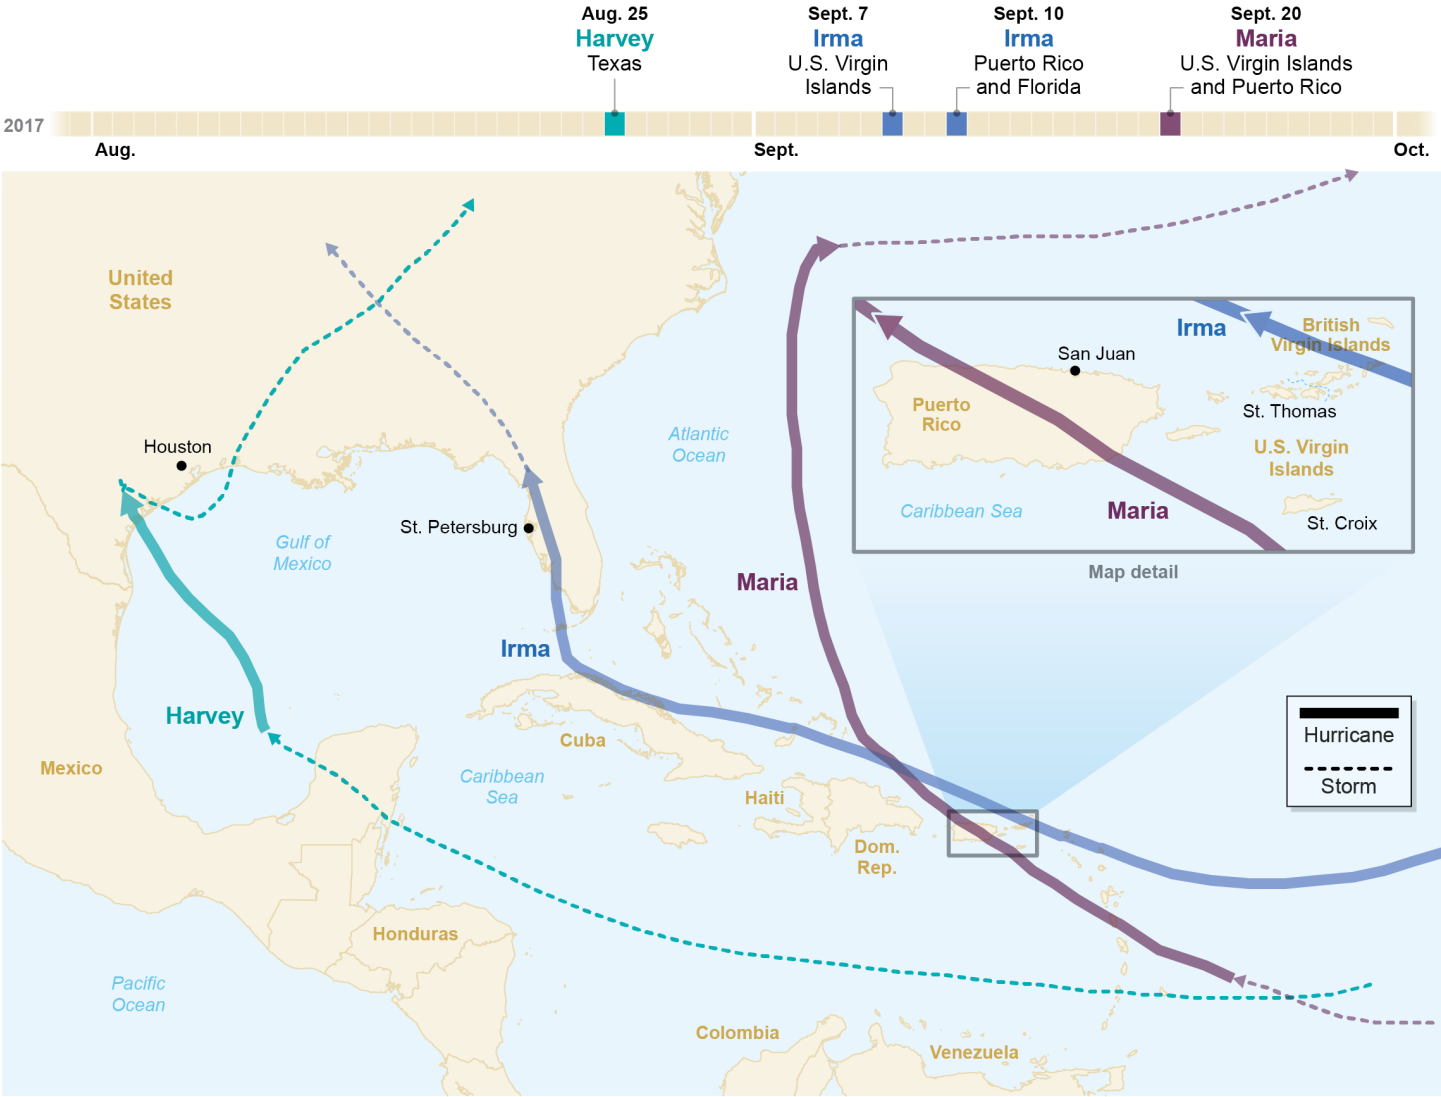 Aug. 25
Harvey
Texas
Sept. 7
Irma
U.S. Virgin
Islands
Sept. 10
Irma
Puerto Rico
and Florida
Sept. 20
Maria
U.S. Virgin Islands
and Puerto Rico
2017
Aug.
Sept.
Oct.
United
States
Houston
St. Petersburg
Gulf of
Mexico
Atlantic
Ocean
Irma
British
Virgin Islands
San Juan
Puerto
Rico
St. Thomas
U.S. Virgin
Islands
Caribbean Sea
Maria
St. Croix
Map detail
Maria
Irma
Harvey
Cuba
Mexico
Caribbean
Sea
Haiti
Dom.
Rep.
Hurricane
Storm
Honduras
Pacific
Ocean
Colombia
Venezuela